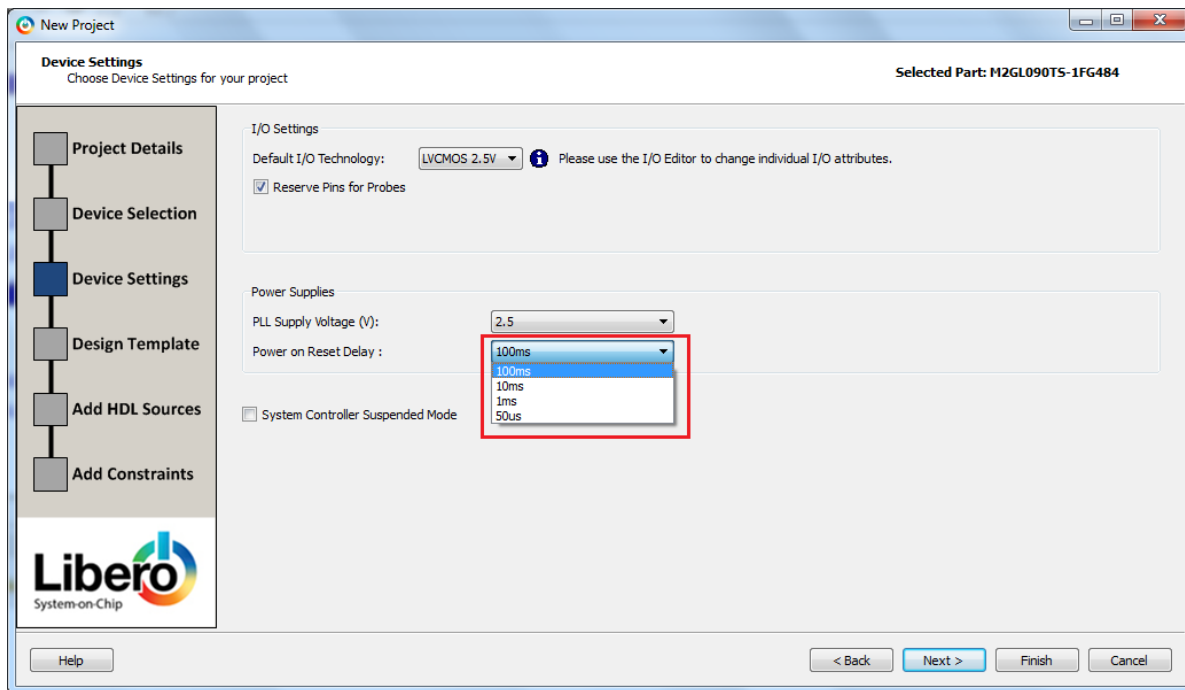 New Project
Device Settings
Choose Device Settings for your project
Selected Part: M2GL090TS-1FG484
Project Details
Device Selection
Device Settings
Design Template
Add HDL Sources
Add Constraints
Libero
System-on-Chip
I/O Settings
Default I/O Technology: LVCMOS 2.5V i Please use the I/O Editor to change individual I/O attributes.
Reserve Pins for Probes
Power Supplies
PLL Supply Voltage (V): 2.5
Power on Reset Delay : 100ms
100ms
10ms
1ms
50us
System Controller Suspended Mode
Help < Back Next > Finish Cancel